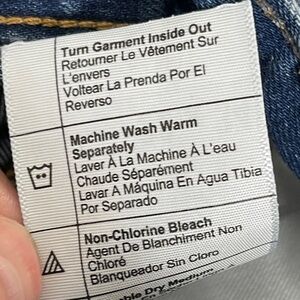 Turn Garment Inside Out
Retourner Le Vêtement Sur
L'envers
Voltear La Prenda Por El
Reverso
Machine Wash Warm
Separately
Laver À La Machine À L'eau
Chaude Séparément
Lavar A Máquina En Agua Tibia
Por Separado
Non-Chlorine Bleach
Agent De Blanchiment Non
Chloré
Blanqueador Sin Cloro
Dry Medium